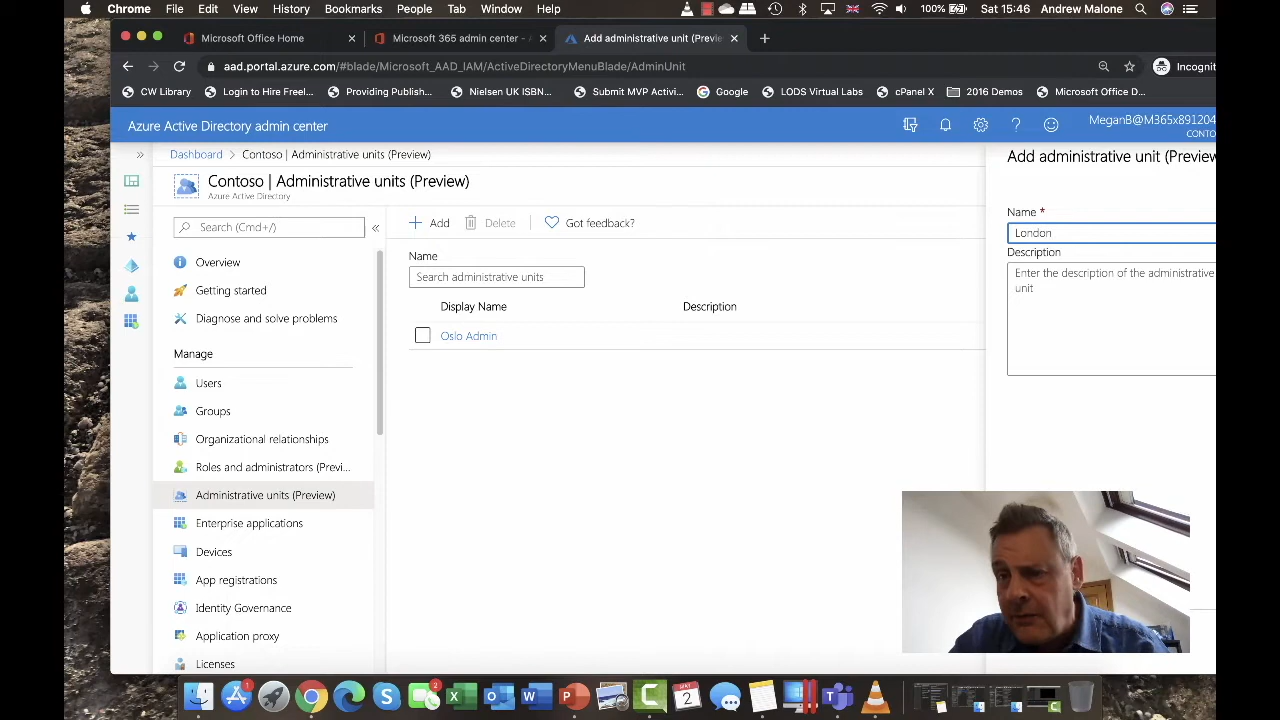 Chrome File Edit View History Bookmarks People Tab Window Help 100% Sat 15:46 Andrew Malone
Microsoft Office Home Microsoft 365 admin center - Add administrative unit (Previe
aad.portal.azure.com/#blade/Microsoft_AAD_IAM/ActiveDirectoryMenuBlade/AdminUnit Incognit
CW Library Login to Hire Freel... Providing Publish... Nielsen UK ISBN... Submit MVP Activi... Google LODS Virtual Labs cPanel X 2016 Demos Microsoft Office D...
Azure Active Directory admin center
MeganB@M365x891204
CONTO
Dashboard > Contoso | Administrative units (Preview)
Contoso | Administrative units (Preview)
Azure Active Directory
Search (Cmd+/)
Overview
Getting started
Diagnose and solve problems
Manage
Users
Groups
Organizational relationships
Roles and administrators (Previ...
Administrative units (Preview)
Enterprise applications
Devices
App registrations
Identity Governance
Application proxy
License
Add Delete Got feedback?
Name
Search administrative units
Display Name Description
Oslo Admin
Add administrative unit (Preview
Name *
London
Description
Enter the description of the administrative
unit
2